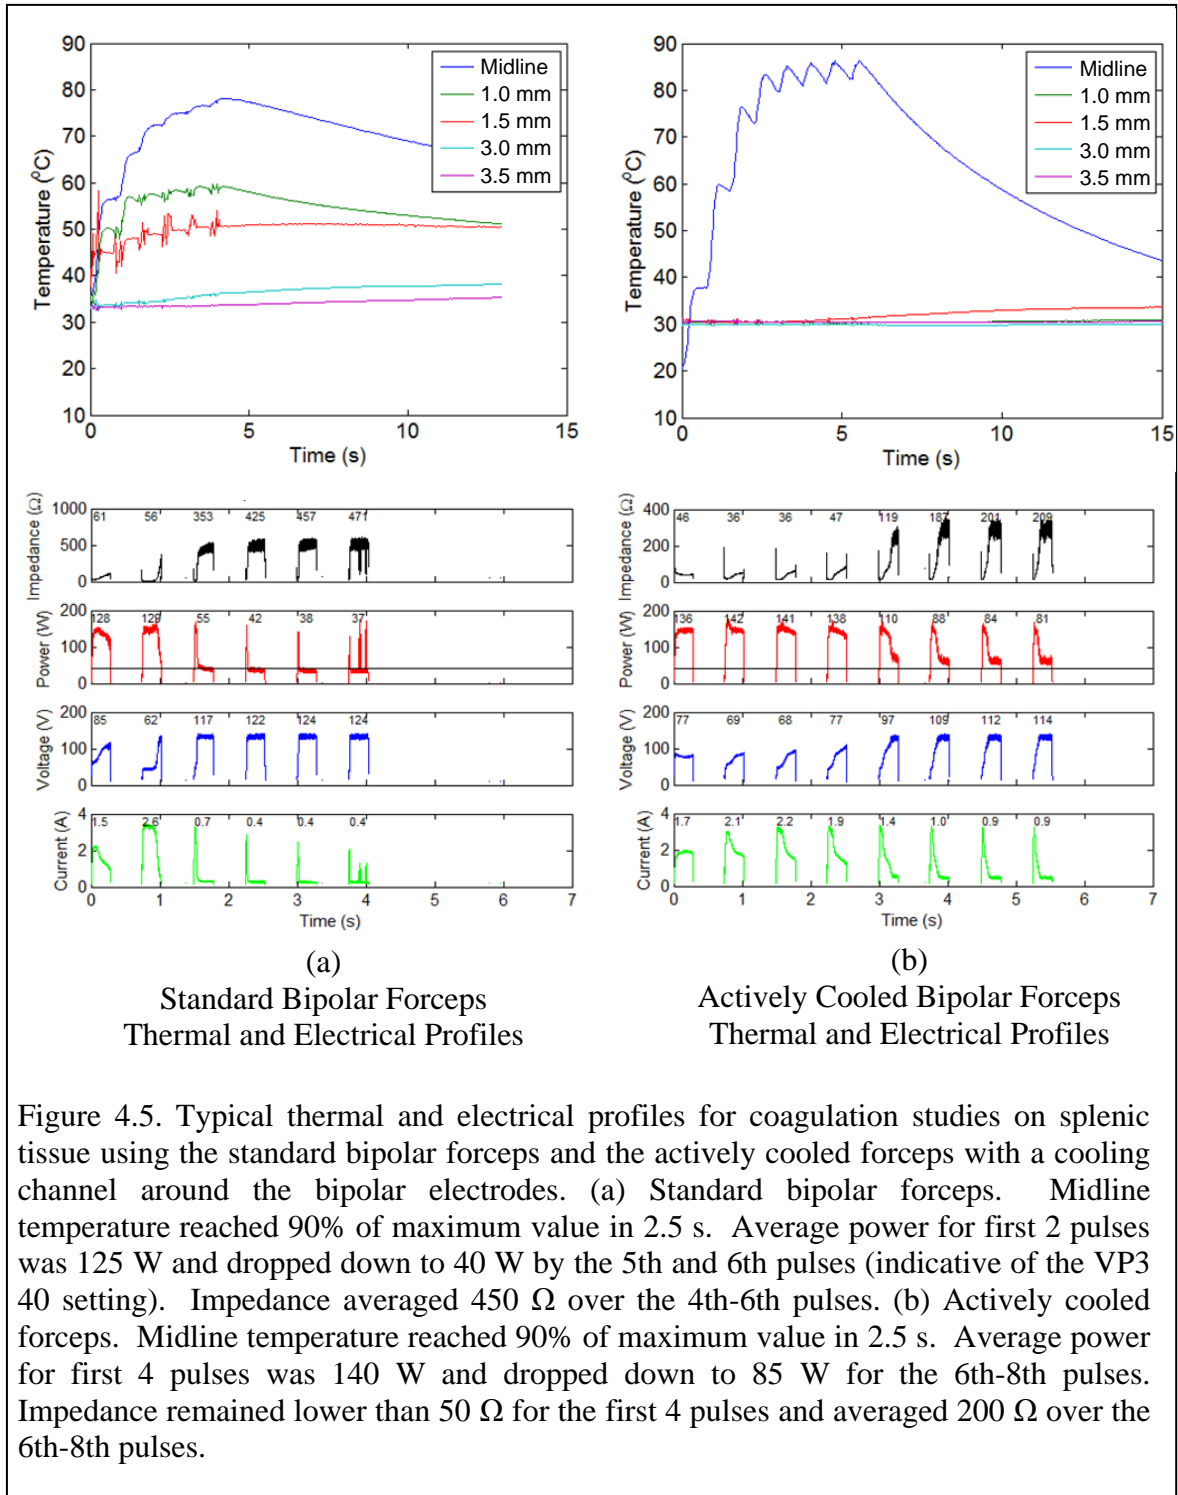 90
80
70
60
50
40
30
20
10
Temperature (⁰C)
Midline
1.0 mm
1.5 mm
3.0 mm
3.5 mm
0 5 10 15
Time (s)
90
80
70
60
50
40
30
20
10
Temperature (⁰C)
Midline
1.0 mm
1.5 mm
3.0 mm
3.5 mm
0 5 10 15
Time (s)
Impedance (Ω)
1000
500
0
61 56 353 425 457 471
Power (W)
200
100
0
128 129 55 42 38 37
Voltage (V)
200
100
0
85 62 117 122 124 124
Current (A)
4
2
0
1.5 2.6 0.7 0.4 0.4 0.4
0 1 2 3 4 5 6 7
Time (s)
Impedance (Ω)
400
200
0
46 36 36 47 119 187 201 209
Power (W)
200
100
0
136 142 141 138 110 88 84 81
Voltage (V)
200
100
0
77 69 68 77 97 109 112 114
Current (A)
4
2
0
1.7 2.1 2.2 1.9 1.4 1.0 0.9 0.9
0 1 2 3 4 5 6 7
Time (s)
(a)
Standard Bipolar Forceps
Thermal and Electrical Profiles
(b)
Actively Cooled Bipolar Forceps
Thermal and Electrical Profiles
Figure 4.5. Typical thermal and electrical profiles for coagulation studies on splenic
tissue using the standard bipolar forceps and the actively cooled forceps with a cooling
channel around the bipolar electrodes. (a) Standard bipolar forceps. Midline
temperature reached 90% of maximum value in 2.5 s. Average power for first 2 pulses
was 125 W and dropped down to 40 W by the 5th and 6th pulses (indicative of the VP3
40 setting). Impedance averaged 450 Ω over the 4th-6th pulses. (b) Actively cooled
forceps. Midline temperature reached 90% of maximum value in 2.5 s. Average power
for first 4 pulses was 140 W and dropped down to 85 W for the 6th-8th pulses.
Impedance remained lower than 50 Ω for the first 4 pulses and averaged 200 Ω over the
6th-8th pulses.